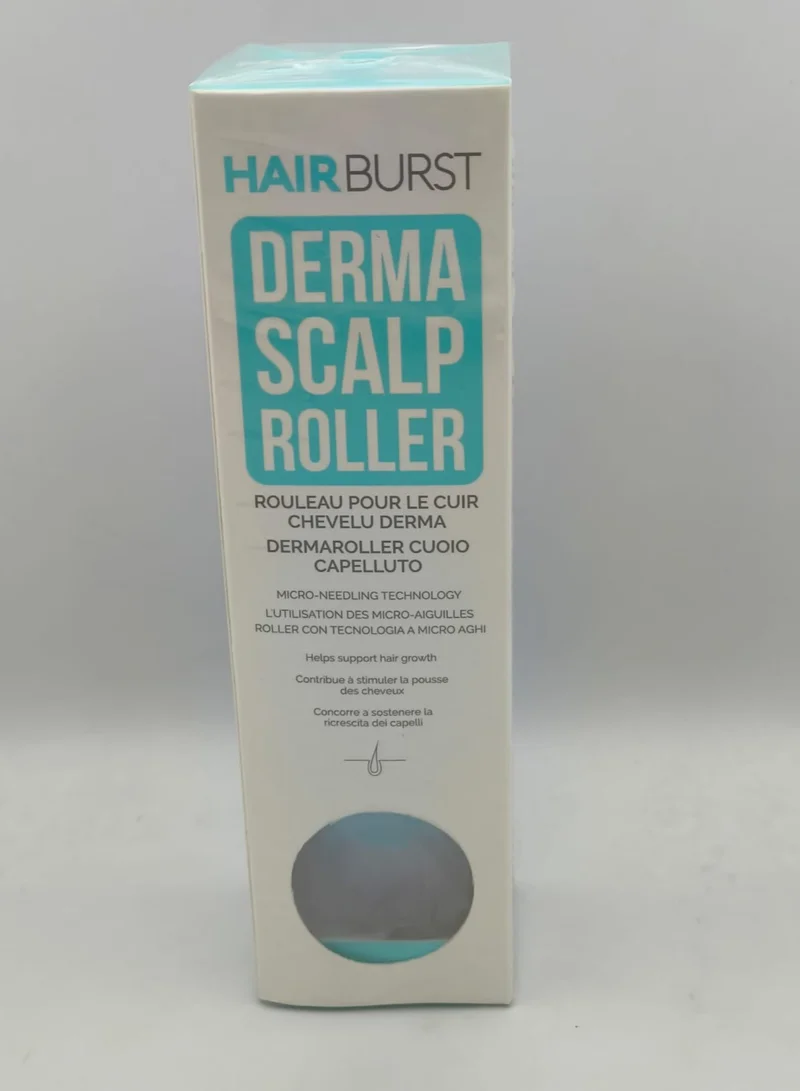 HAIRBURST
DERMA
SCALP
ROLLER
ROULEAU POUR LE CUIR
CHEVELU DERMA
DERMAROLLER CUOIO
CAPELLUTO
MICRO-NEEDLING TECHNOLOGY
L'UTILISATION DES MICRO-AIGUILLES
ROLLER CON TECNOLOGIA A MICRO AGHI
Helps support hair growth
Contribue à stimuler la pousse
des cheveux
Concorre a sostenere la
ricrescita dei capelli